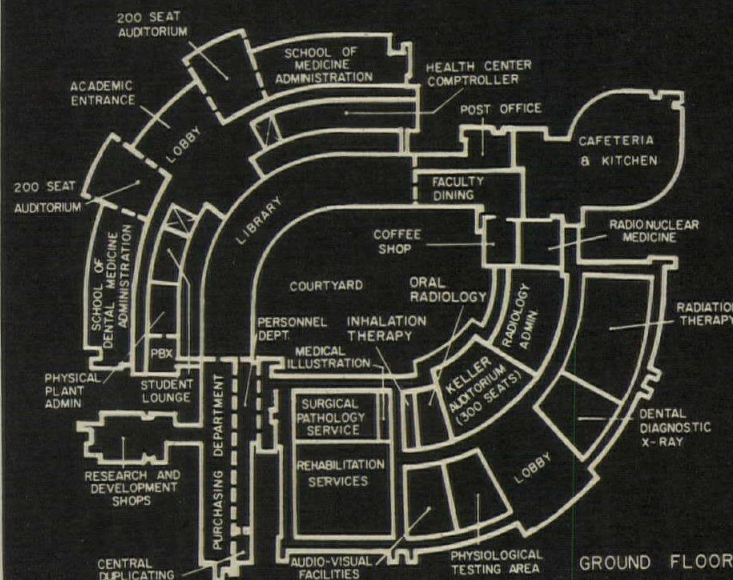 200 SEAT
AUDITORIUM
SCHOOL OF
MEDICINE
ADMINISTRATION
HEALTH CENTER
COMPTROLLER
ACADEMIC
ENTRANCE
POST OFFICE
LOBBY
CAFETERIA
& KITCHEN
200 SEAT
AUDITORIUM
FACULTY
DINING
LIBRARY
COFFEE
SHOP
RADIO NUCLEAR
MEDICINE
SCHOOL OF
DENTAL MEDICINE
ADMINISTRATION
COURTYARD
ORAL
RADIOLOGY
RADIOLOGY
ADMIN.
RADIATION
THERAPY
PERSONNEL
DEPT.
INHALATION
THERAPY
MEDICAL
ILLUSTRATION
PBX
PHYSICAL
PLANT
ADMIN
STUDENT
LOUNGE
KELLER
AUDITORIUM
(300 SEATS)
SURGICAL
PATHOLOGY
SERVICE
DENTAL
DIAGNOSTIC
X-RAY
PURCHASING DEPARTMENT
REHABILITATION
SERVICES
LOBBY
RESEARCH AND
DEVELOPMENT
SHOPS
CENTRAL
DUPLICATING
AUDIO-VISUAL
FACILITIES
PHYSIOLOGICAL
TESTING AREA
GROUND FLOOR